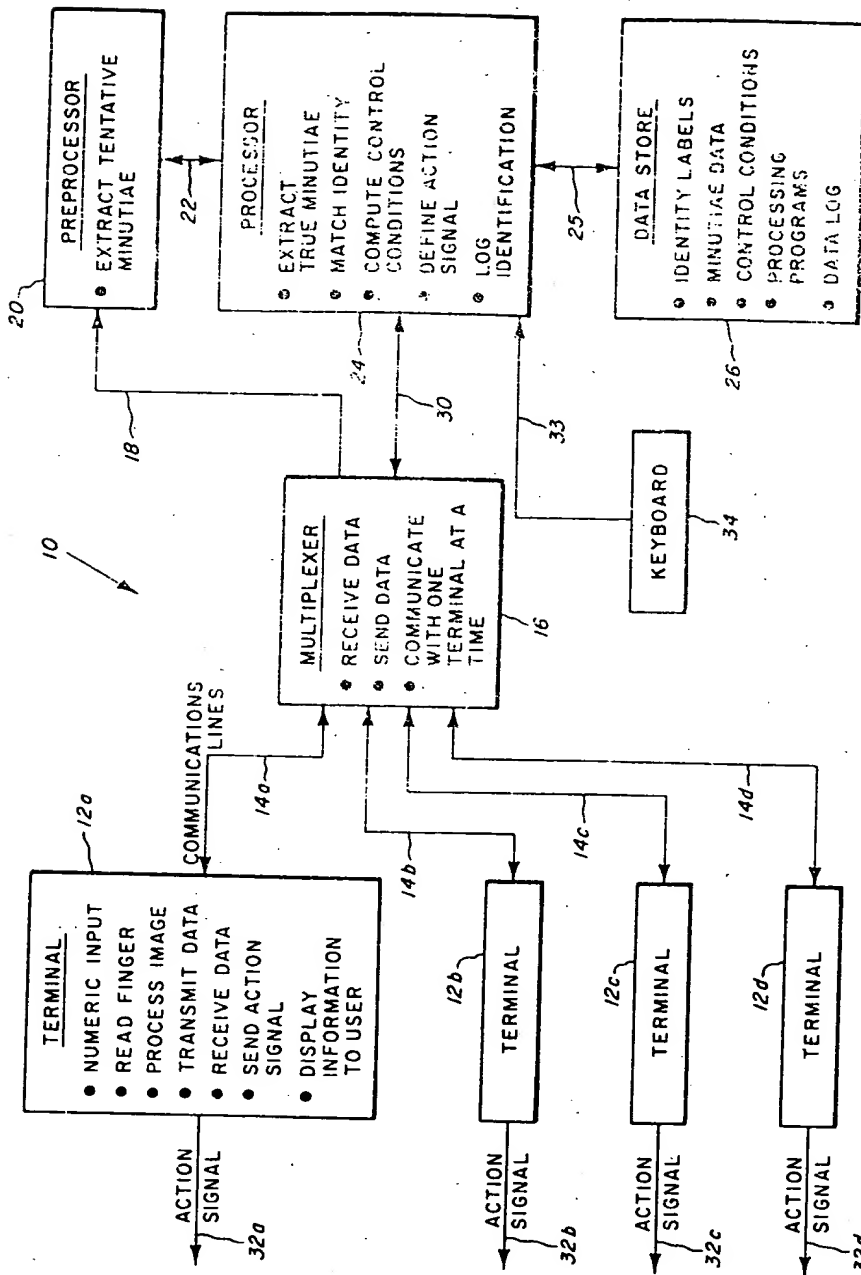 10
TERMINAL
• NUMERIC INPUT
• READ FINGER
• PROCESS IMAGE
• TRANSMIT DATA
• RECEIVE DATA
• SEND ACTION
SIGNAL
• DISPLAY
INFORMATION
TO USER
12a
ACTION
SIGNAL
32a
COMMUNICATIONS
LINES
14a
TERMINAL
12b
ACTION
SIGNAL
32b
14b
TERMINAL
12c
ACTION
SIGNAL
32c
14c
TERMINAL
12d
ACTION
SIGNAL
32d
14d
MULTIPLEXER
• RECEIVE DATA
• SEND DATA
• COMMUNICATE
WITH ONE
TERMINAL AT A
TIME
16
18
30
KEYBOARD
34
33
PREPROCESSOR
• EXTRACT TENTATIVE
MINUTIAE
20
22
PROCESSOR
• EXTRACT
TRUE MINUTIAE
• MATCH IDENTITY
• COMPUTE CONTROL
CONDITIONS
• DEFINE ACTION
SIGNAL
• LOG
IDENTIFICATION
24
25
DATA STORE
• IDENTITY LABELS
• MINUTIAE DATA
• CONTROL CONDITIONS
• PROCESSING
PROGRAMS
• DATA LOG
26